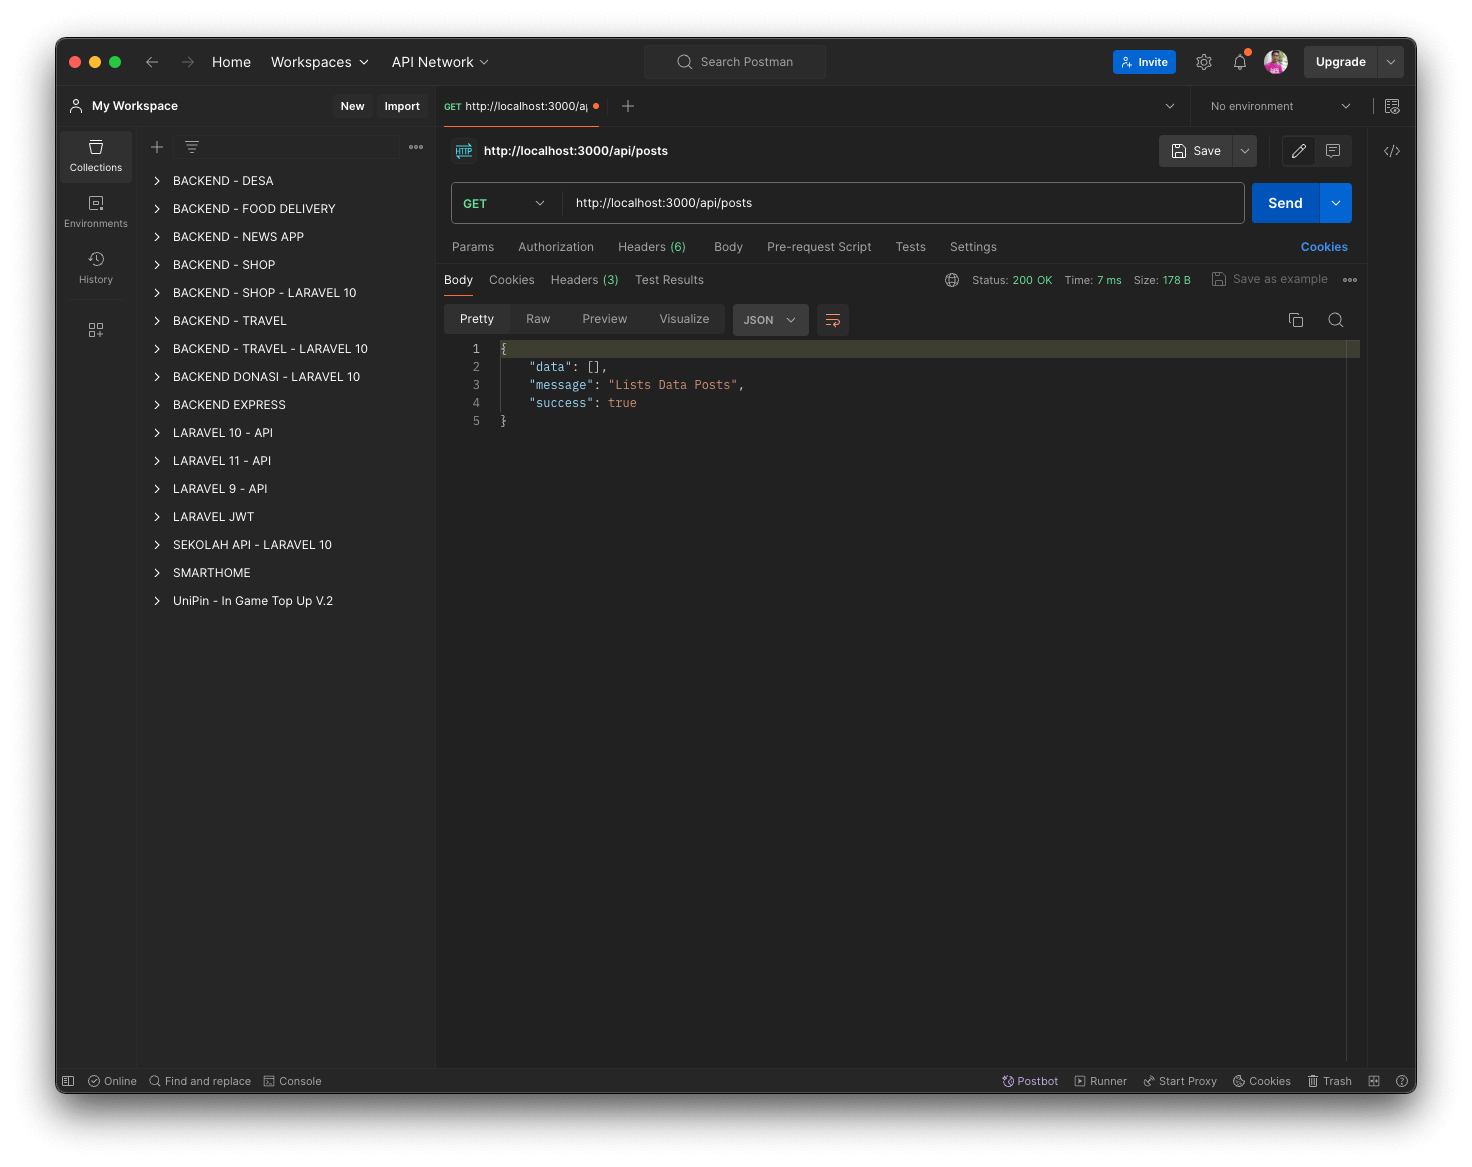 Home Workspaces API Network Search Postman Invite Upgrade
My Workspace New Import GET http://localhost:3000/a No environment
Collections
Environments
History
BACKEND - DESA
BACKEND - FOOD DELIVERY
BACKEND - NEWS APP
BACKEND - SHOP
BACKEND - SHOP - LARAVEL 10
BACKEND - TRAVEL
BACKEND - TRAVEL - LARAVEL 10
BACKEND DONASI - LARAVEL 10
BACKEND EXPRESS
LARAVEL 10 - API
LARAVEL 11 - API
LARAVEL 9 - API
LARAVEL JWT
SEKOLAH API - LARAVEL 10
SMARTHOME
UniPin - In Game Top Up V.2
HTTP http://localhost:3000/api/posts Save
GET http://localhost:3000/api/posts Send
Params Authorization Headers (6) Body Pre-request Script Tests Settings Cookies
Body Cookies Headers (3) Test Results Status: 200 OK Time: 7 ms Size: 178 B Save as example
Pretty Raw Preview Visualize JSON
1 {
2 "data": [],
3 "message": "Lists Data Posts",
4 "success": true
5 }
Online Find and replace Console Postbot Runner Start Proxy Cookies Trash